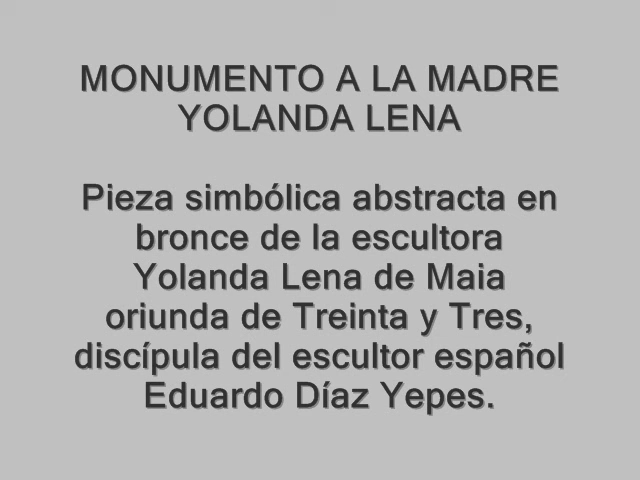 MONUMENTO A LA MADRE
YOLANDA LENA
Pieza simbólica abstracta en
bronce de la escultora
Yolanda Lena de Maia
oriunda de Treinta y Tres,
discípula del escultor español
Eduardo Díaz Yepes.